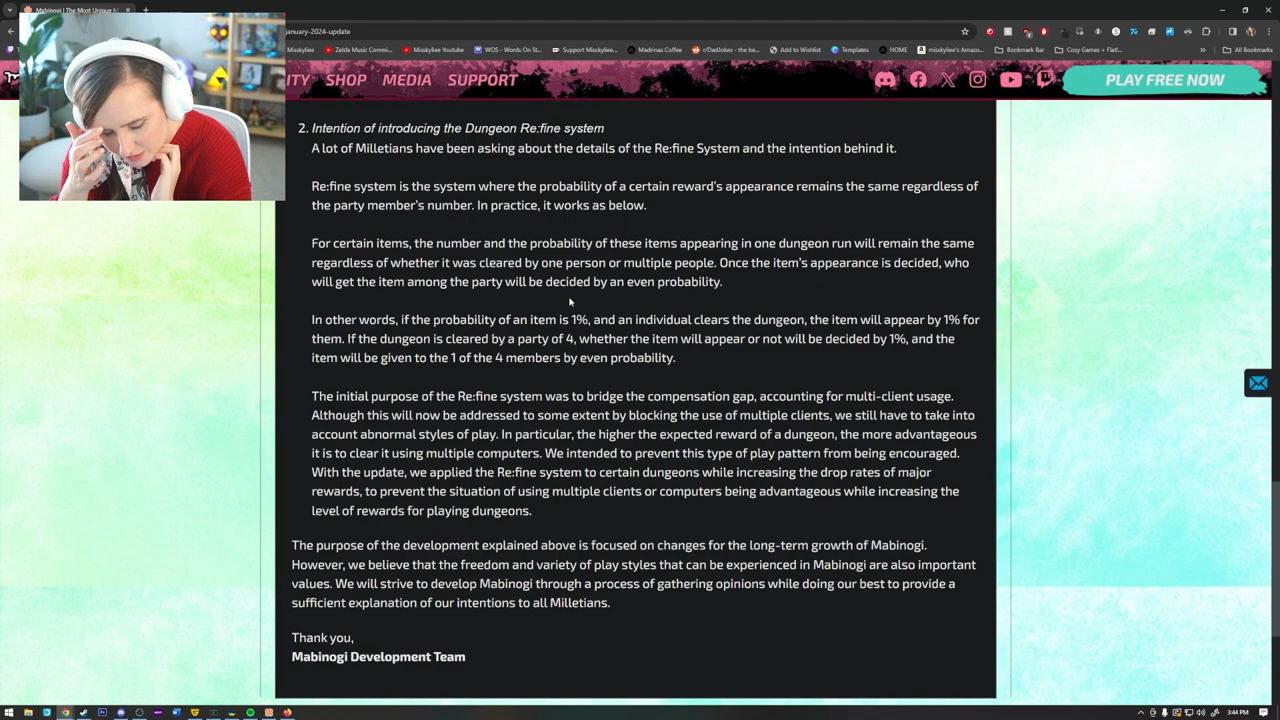 Mabinogi | The Most Unique M
january-2024-update
Misskyliee
Zelda Music Commi...
Misskyliee Youtube
WOS - Words On St...
Support Misskyliee...
Madrinas Coffee
r/DadJokes - the be...
Add to Wishlist
Templates
HOME
misskyliee's Amazo...
Bookmark Bar
Cozy Games + Flatl...
All Bookmarks
ITY SHOP MEDIA SUPPORT
PLAY FREE NOW
2. Intention of introducing the Dungeon Re:fine system
A lot of Milletians have been asking about the details of the Re:fine System and the intention behind it.
Re:fine system is the system where the probability of a certain reward's appearance remains the same regardless of
the party member's number. In practice, it works as below.
For certain items, the number and the probability of these items appearing in one dungeon run will remain the same
regardless of whether it was cleared by one person or multiple people. Once the item's appearance is decided, who
will get the item among the party will be decided by an even probability.
In other words, if the probability of an item is 1%, and an individual clears the dungeon, the item will appear by 1% for
them. If the dungeon is cleared by a party of 4, whether the item will appear or not will be decided by 1%, and the
item will be given to the 1 of the 4 members by even probability.
The initial purpose of the Re:fine system was to bridge the compensation gap, accounting for multi-client usage.
Although this will now be addressed to some extent by blocking the use of multiple clients, we still have to take into
account abnormal styles of play. In particular, the higher the expected reward of a dungeon, the more advantageous
it is to clear it using multiple computers. We intended to prevent this type of play pattern from being encouraged.
With the update, we applied the Re:fine system to certain dungeons while increasing the drop rates of major
rewards, to prevent the situation of using multiple clients or computers being advantageous while increasing the
level of rewards for playing dungeons.
The purpose of the development explained above is focused on changes for the long-term growth of Mabinogi.
However, we believe that the freedom and variety of play styles that can be experienced in Mabinogi are also important
values. We will strive to develop Mabinogi through a process of gathering opinions while doing our best to provide a
sufficient explanation of our intentions to all Milletians.
Thank you,
Mabinogi Development Team
3:44 PM